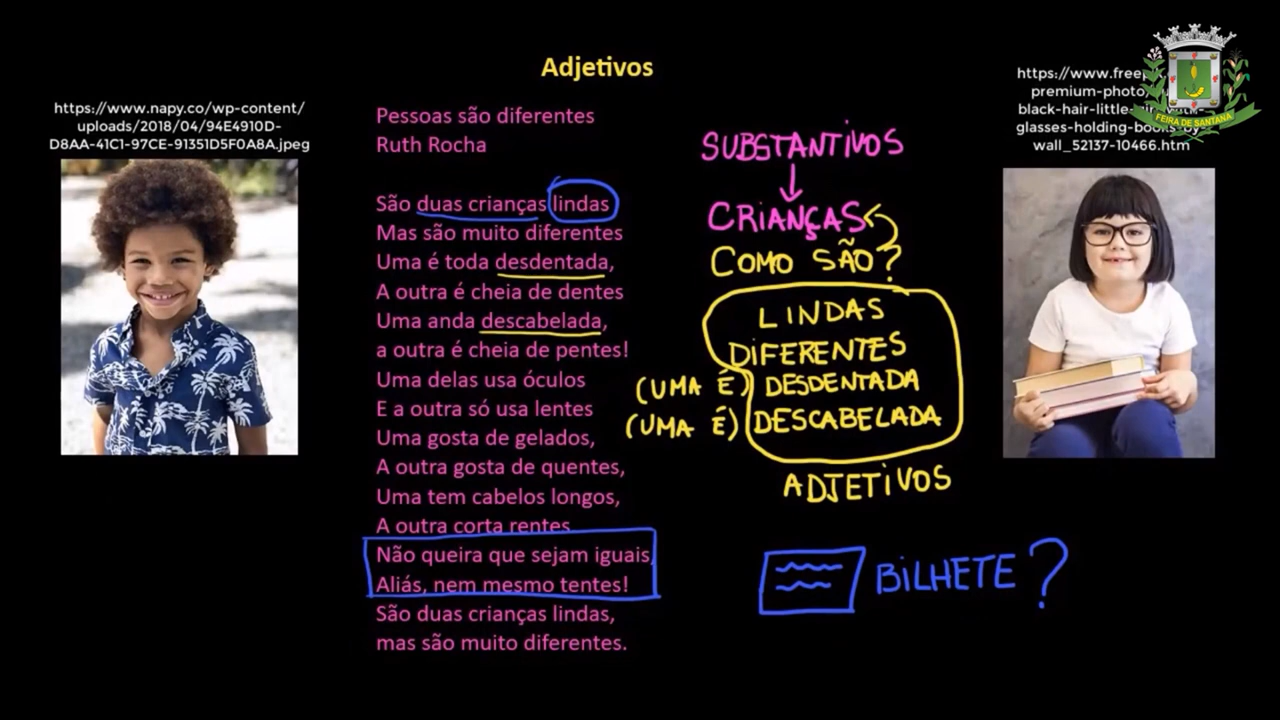 Adjetivos
https://www.napy.co/wp-content/
uploads/2018/04/94E4910D-
D8AA-41C1-97CE-91351D5F0A8A.jpeg
Pessoas são diferentes
Ruth Rocha
São duas crianças lindas
Mas são muito diferentes
Uma é toda desdentada,
A outra é cheia de dentes
Uma anda descabelada,
a outra é cheia de pentes!
Uma delas usa óculos
E a outra só usa lentes
Uma gosta de gelados,
A outra gosta de quentes,
Uma tem cabelos longos,
A outra corta rentes
Não queira que sejam iguais,
Aliás, nem mesmo tentes!
São duas crianças lindas,
mas são muito diferentes.
SUBSTANTIVOS
CRIANÇAS
COMO SÃO?
LINDAS
DIFERENTES
(UMA É) DESDENTADA
(UMA É) DESCABELADA
ADJETIVOS
BILHETE?
premium-photo/
black-hair-little-
glasses-holding-books-by-
wall_52137-10466.htm
FEIRA DE SANTANA